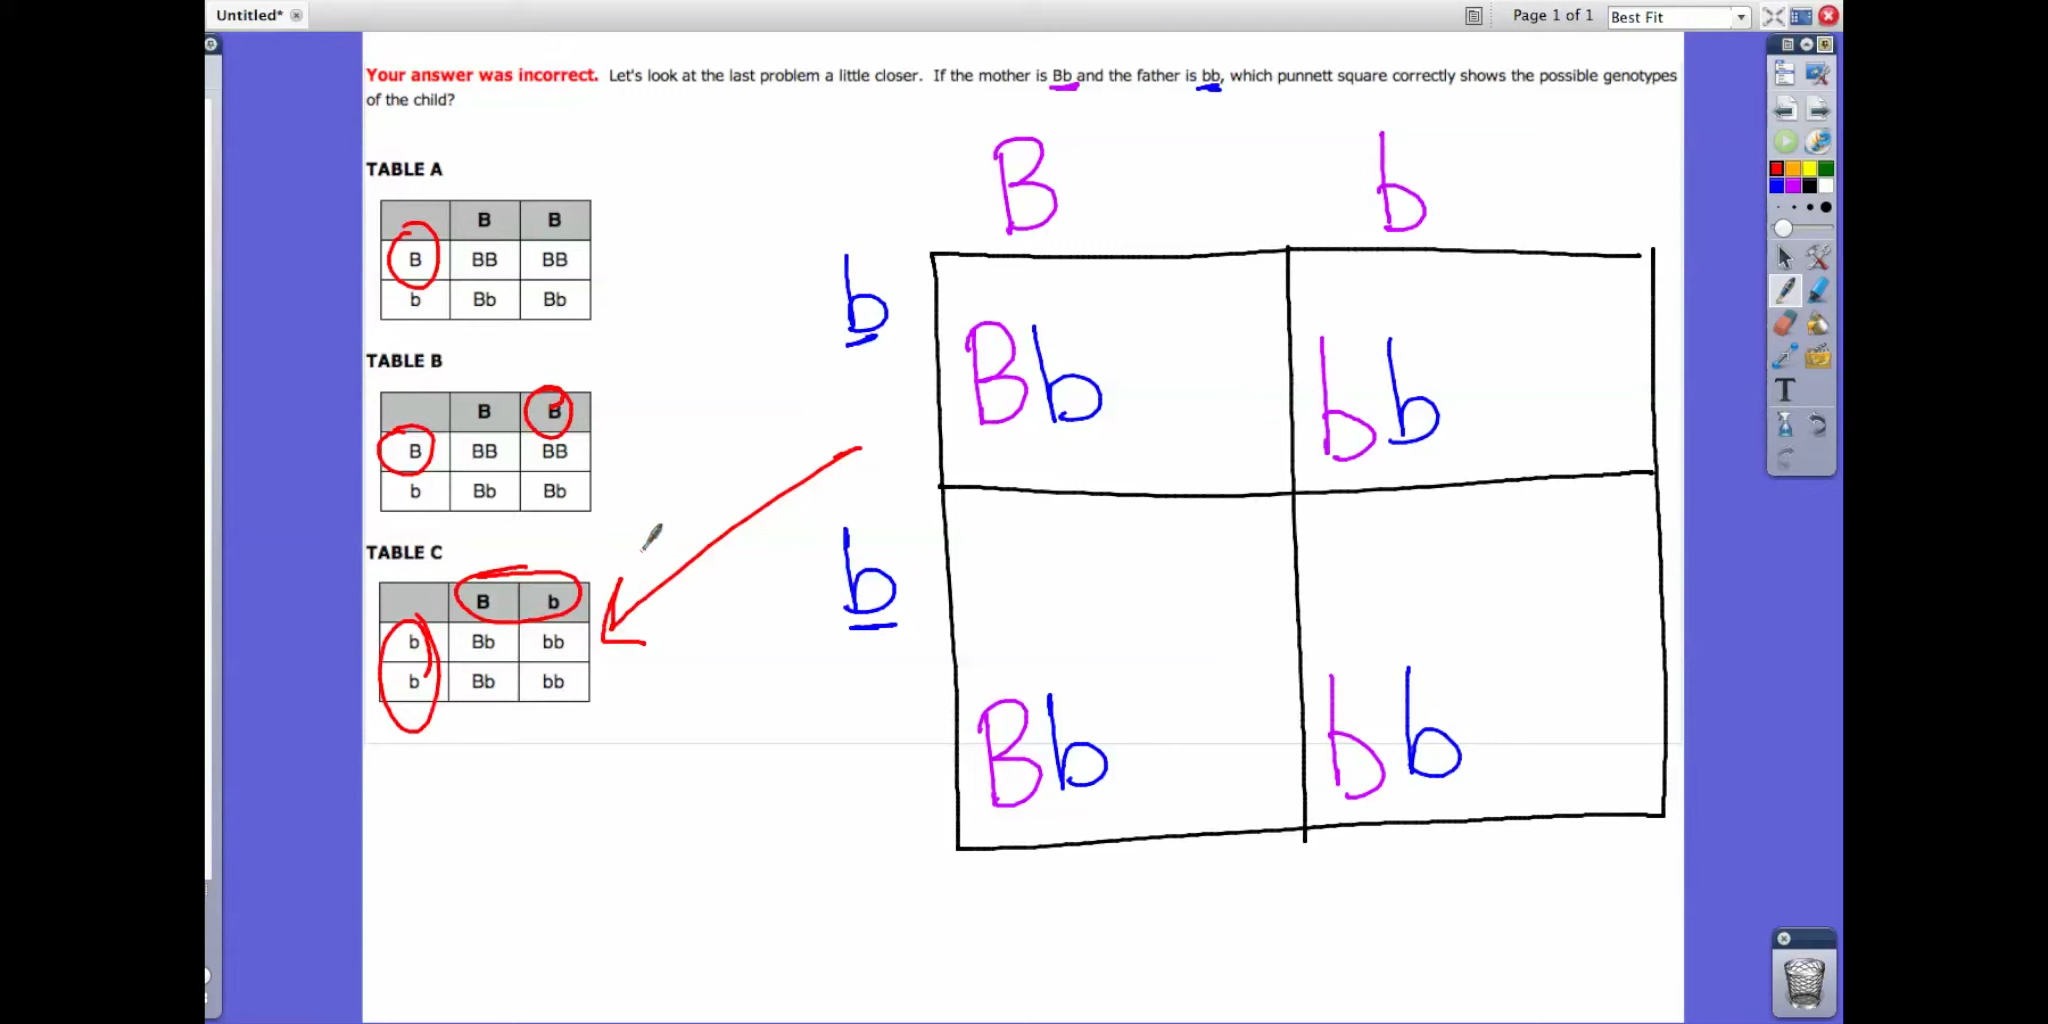 Untitled*
Page 1 of 1
Best Fit
Your answer was incorrect. Let's look at the last problem a little closer. If the mother is Bb and the father is bb, which punnett square correctly shows the possible genotypes
of the child?
TABLE A
B B
B BB BB
b Bb Bb
TABLE B
B B
B BB BB
b Bb Bb
TABLE C
B b
b Bb bb
b Bb bb
B b
b Bb bb
b Bb bb
T